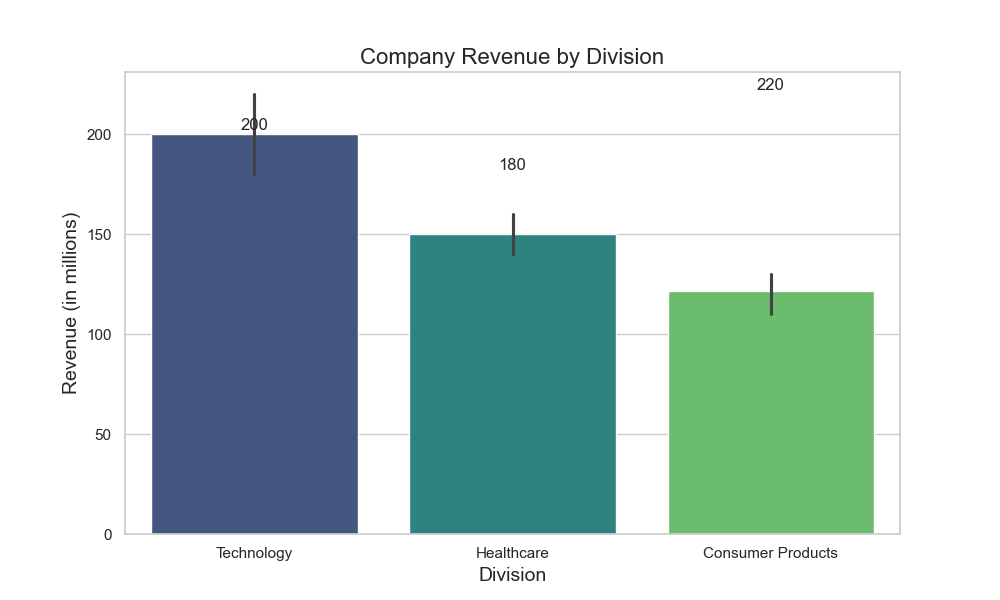 Company Revenue by Division
220
200
200
180
150
100
50
0
Revenue (in millions)
Technology
Healthcare
Consumer Products
Division